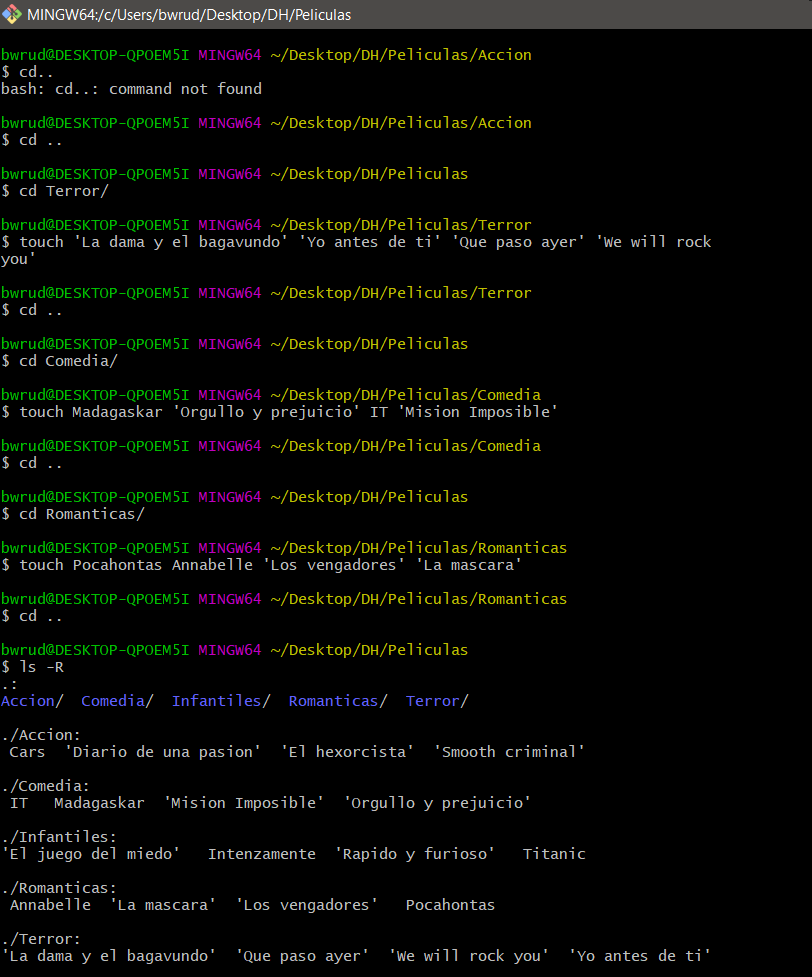 MINGW64:/c/Users/bwrud/Desktop/DH/Peliculas
bwrud@DESKTOP-QPOEM5I MINGW64 ~/Desktop/DH/Peliculas/Accion
$ cd..
bash: cd..: command not found
bwrud@DESKTOP-QPOEM5I MINGW64 ~/Desktop/DH/Peliculas/Accion
$ cd ..
bwrud@DESKTOP-QPOEM5I MINGW64 ~/Desktop/DH/Peliculas
$ cd Terror/
bwrud@DESKTOP-QPOEM5I MINGW64 ~/Desktop/DH/Peliculas/Terror
$ touch 'La dama y el bagavundo' 'Yo antes de ti' 'Que paso ayer' 'We will rock
you'
bwrud@DESKTOP-QPOEM5I MINGW64 ~/Desktop/DH/Peliculas/Terror
$ cd ..
bwrud@DESKTOP-QPOEM5I MINGW64 ~/Desktop/DH/Peliculas
$ cd Comedia/
bwrud@DESKTOP-QPOEM5I MINGW64 ~/Desktop/DH/Peliculas/Comedia
$ touch Madagaskar 'Orgullo y prejuicio' IT 'Mision Imposible'
bwrud@DESKTOP-QPOEM5I MINGW64 ~/Desktop/DH/Peliculas/Comedia
$ cd ..
bwrud@DESKTOP-QPOEM5I MINGW64 ~/Desktop/DH/Peliculas
$ cd Romanticas/
bwrud@DESKTOP-QPOEM5I MINGW64 ~/Desktop/DH/Peliculas/Romanticas
$ touch Pocahontas Annabelle 'Los vengadores' 'La mascara'
bwrud@DESKTOP-QPOEM5I MINGW64 ~/Desktop/DH/Peliculas/Romanticas
$ cd ..
bwrud@DESKTOP-QPOEM5I MINGW64 ~/Desktop/DH/Peliculas
$ ls -R
.:
Accion/  Comedia/  Infantiles/  Romanticas/  Terror/
./Accion:
 Cars  'Diario de una pasion'  'El hexorcista'  'Smooth criminal'
./Comedia:
 IT   Madagaskar  'Mision Imposible'  'Orgullo y prejuicio'
./Infantiles:
'El juego del miedo'   Intenzamente  'Rapido y furioso'   Titanic
./Romanticas:
 Annabelle  'La mascara'  'Los vengadores'   Pocahontas
./Terror:
'La dama y el bagavundo'  'Que paso ayer'  'We will rock you'  'Yo antes de ti'